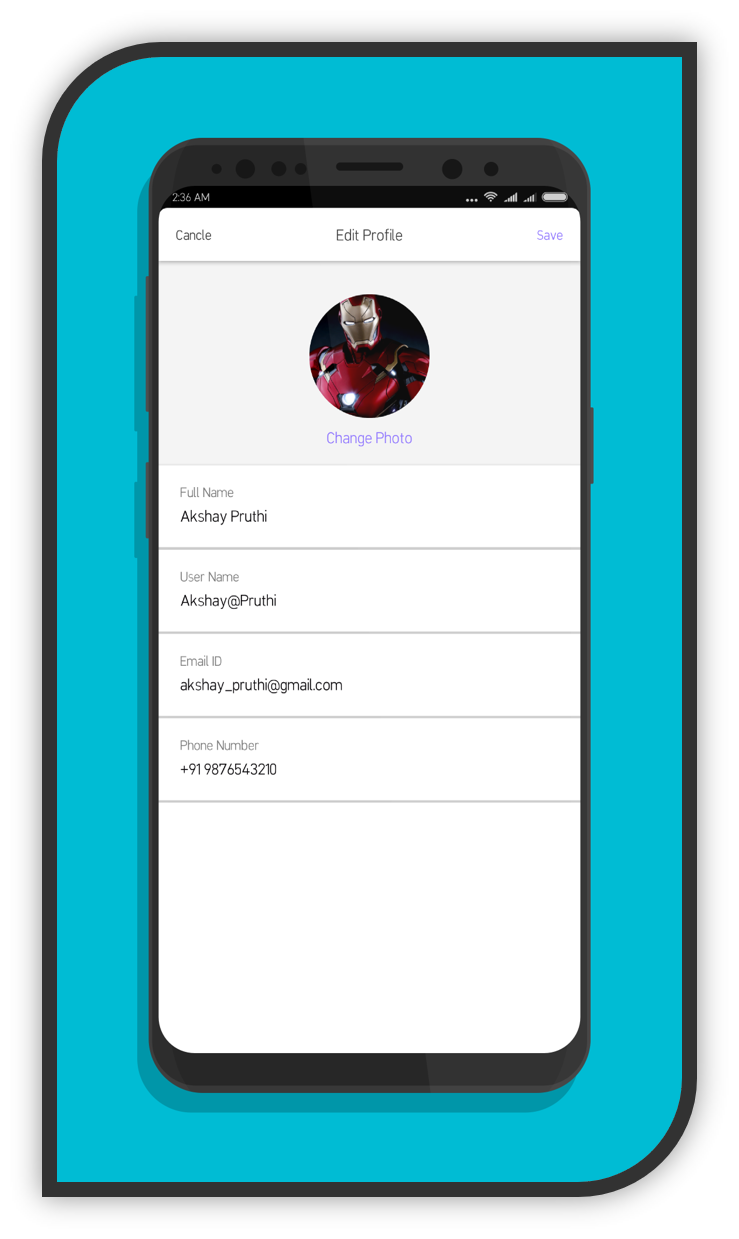 2:36 AM
Cancle Edit Profile Save
Change Photo
Full Name
Akshay Pruthi
User Name
Akshay@Pruthi
Email ID
akshay_pruthi@gmail.com
Phone Number
+91 9876543210